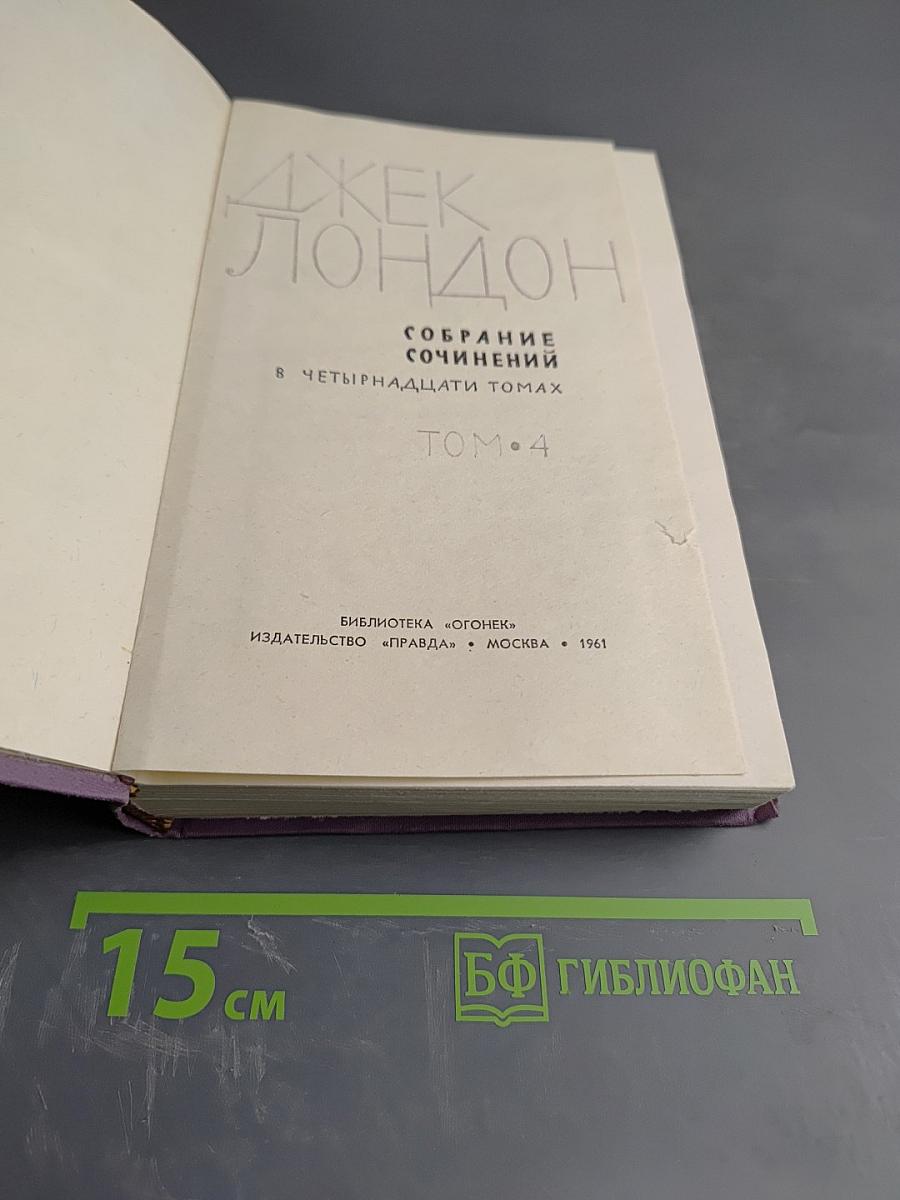 ДЖЕК
ЛОНДОН
СОБРАНИЕ
СОЧИНЕНИЙ
В ЧЕТЫРНАДЦАТИ ТОМАХ
ТОМ • 4
БИБЛИОТЕКА «ОГОНЕК»
ИЗДАТЕЛЬСТВО «ПРАВДА» • МОСКВА • 1961
15 см
БФ ГИБЛИОФАН